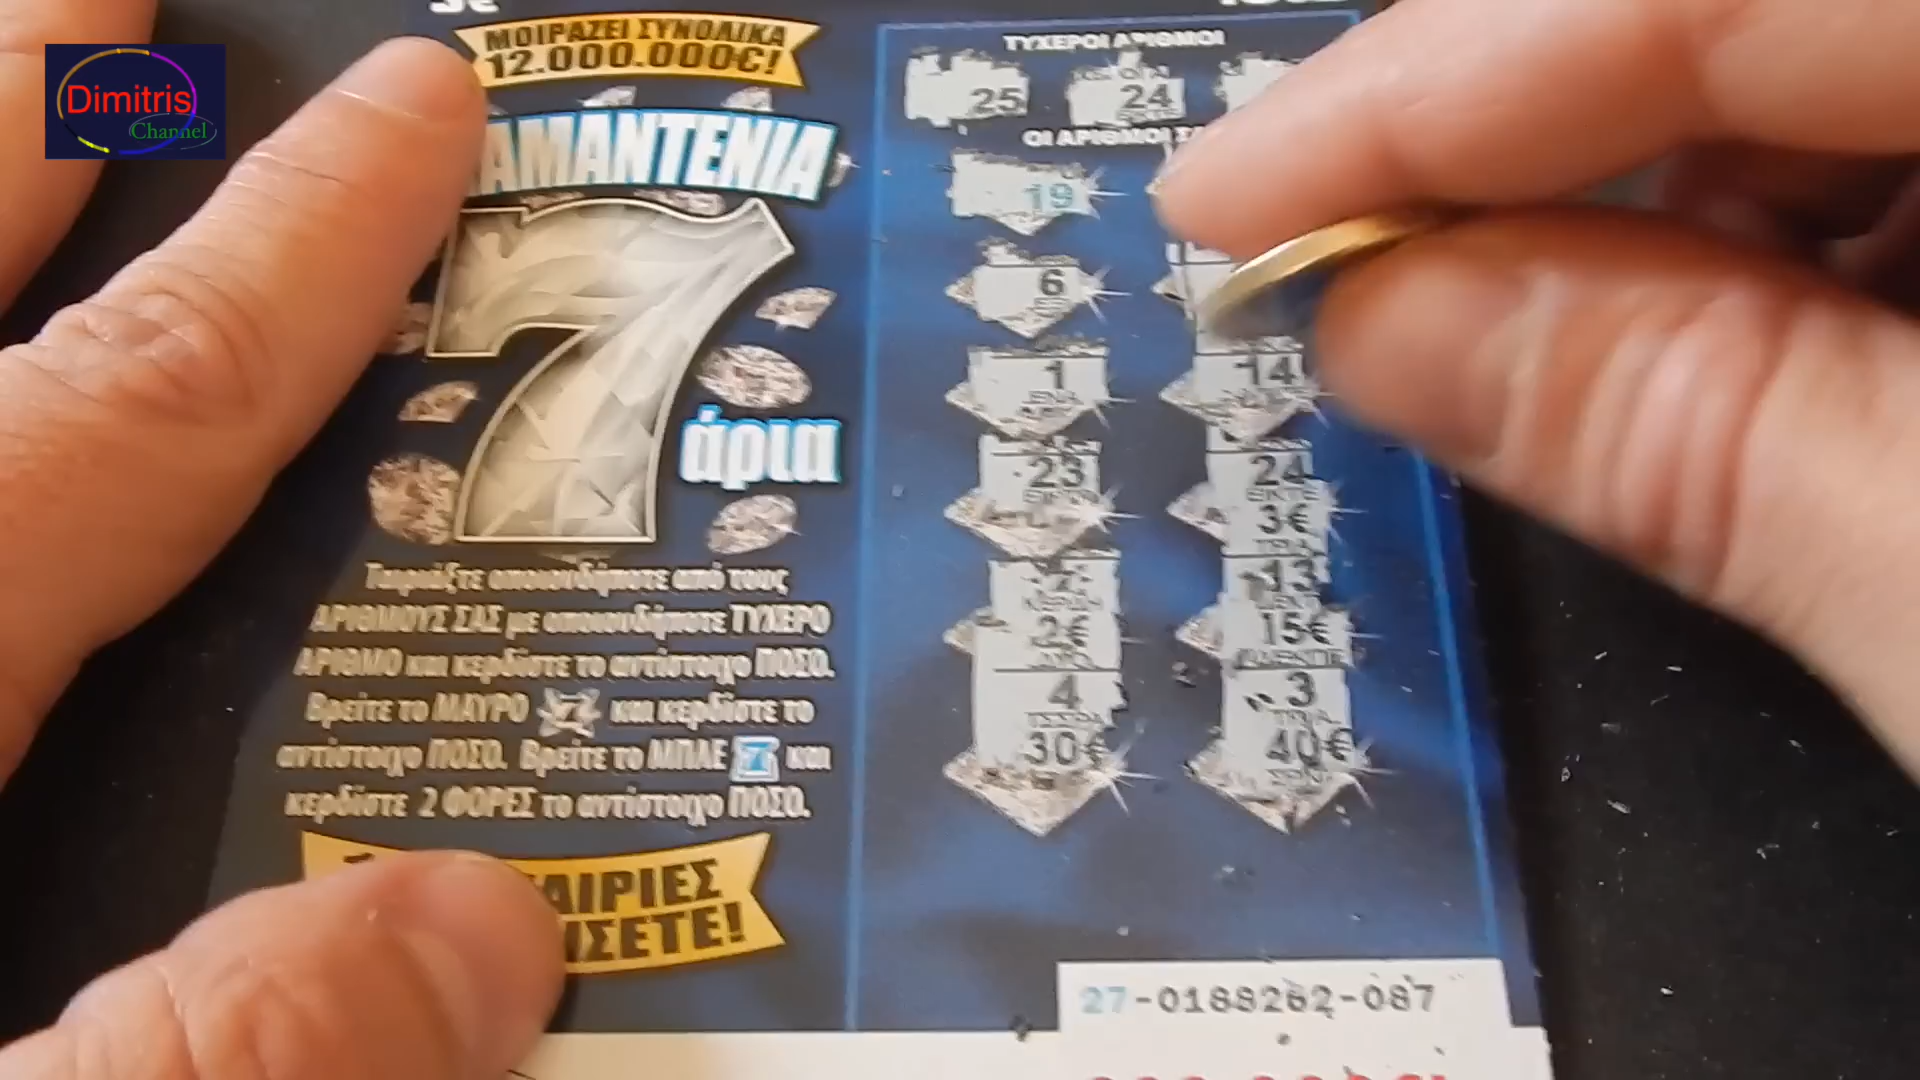 Dimitris
Channel
3€
ΜΟΙΡΑΖΕΙ ΣΥΝΟΛΙΚΑ
12.000.000€!
ΑΜΑΝΤΕΝΙΑ
7
άρια
Ταιριάξτε οποιονδήποτε από τους
ΑΡΙΘΜΟΥΣ ΣΑΣ με οποιονδήποτε ΤΥΧΕΡΟ
ΑΡΙΘΜΟ και κερδίστε το αντίστοιχο ΠΟΣΟ.
Βρείτε το ΜΑΥΡΟ και κερδίστε το
αντίστοιχο ΠΟΣΟ. Βρείτε το ΜΠΛΕ 7 και
κερδίστε 2 ΦΟΡΕΣ το αντίστοιχο ΠΟΣΟ.
ΑΙΡΙΕΣ
ΣΕΤΕ!
ΤΥΧΕΡΟΙ ΑΡΙΘΜΟΙ
25 24
ΟΙ ΑΡΙΘΜΟΙ
19
6
1 14
ΕΝΑ
23 24
3€
2 13
2€ 15€
4 3
30€ 40€
27-0188262-087